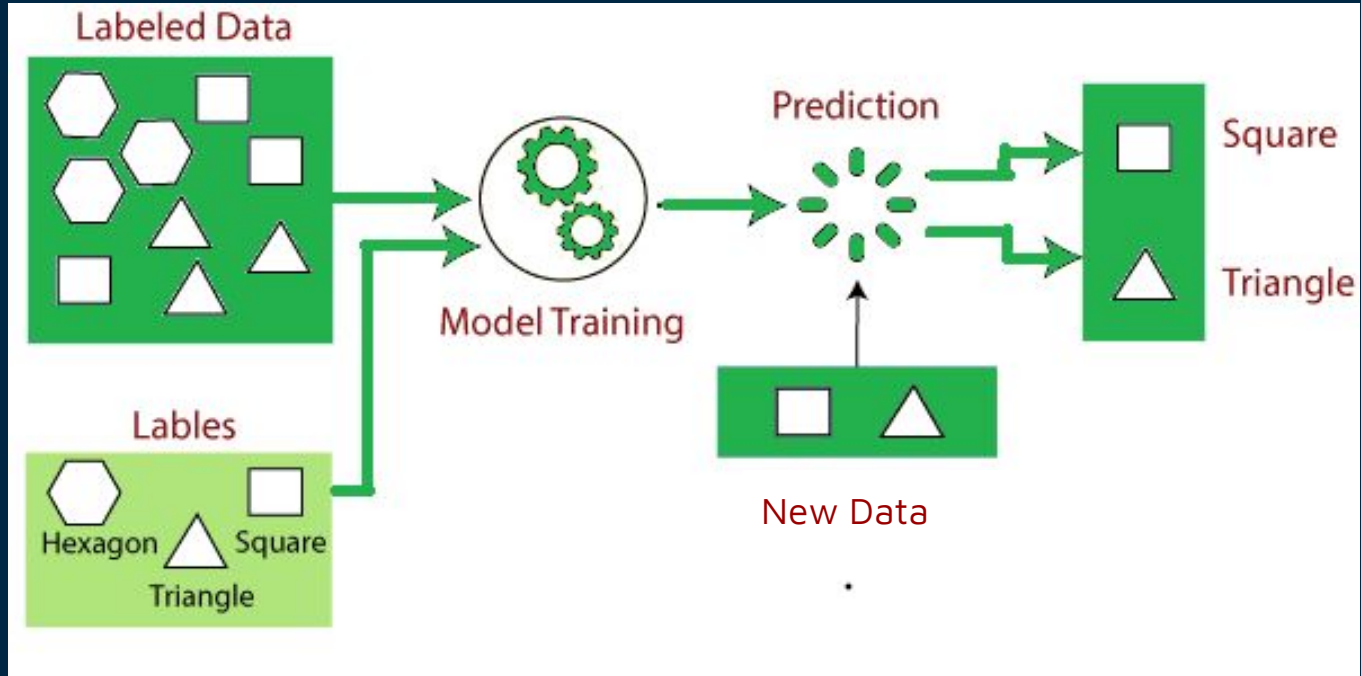 Labeled Data
Prediction
Square
Triangle
Model Training
Lables
Hexagon
Square
Triangle
New Data
.